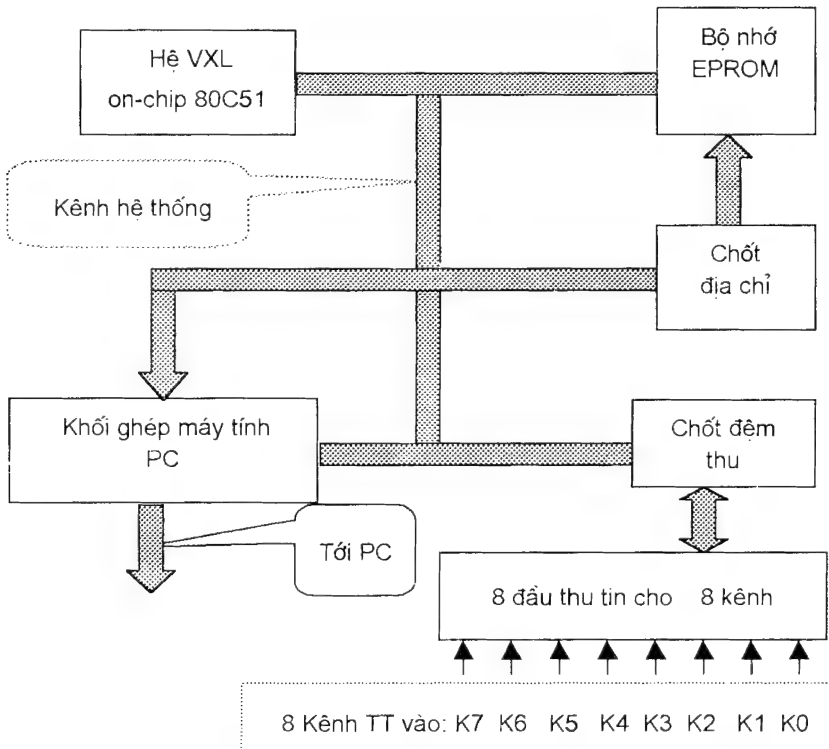 Hệ VXL
on-chip 80C51
Bộ nhớ
EPROM
Kênh hệ thống
Chốt
địa chỉ
Khối ghép máy tính
PC
Chốt đệm
thu
Tới PC
8 đầu thu tin cho 8 kênh
8 Kênh TT vào: K7 K6 K5 K4 K3 K2 K1 K0